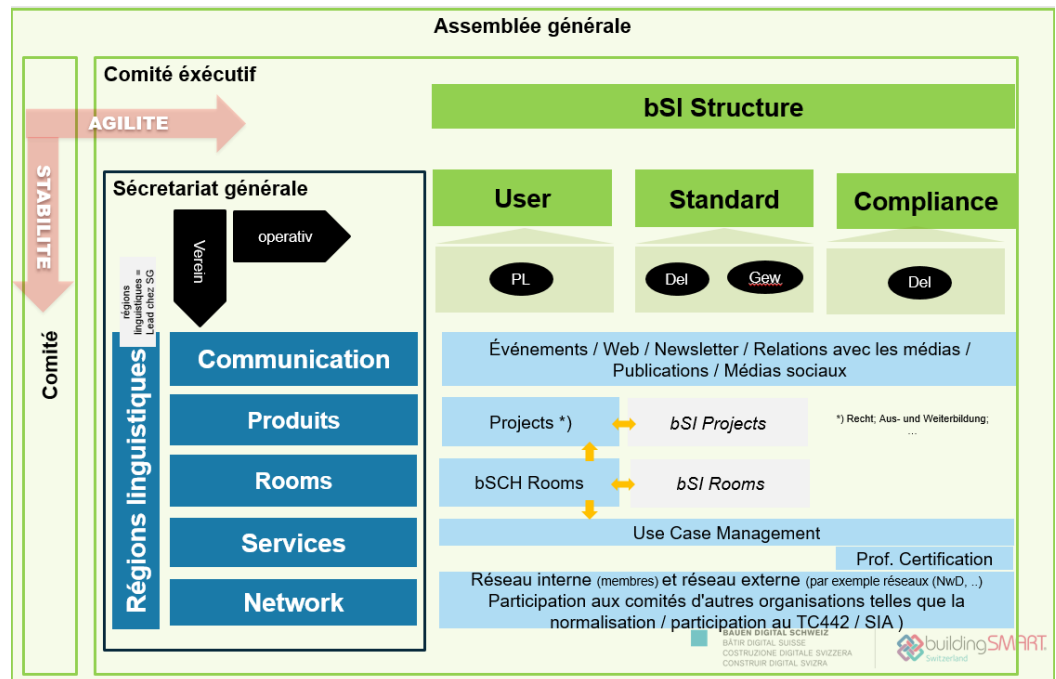 Assemblée générale
Comité éxécutif
bSI Structure
AGILITE
STABILITE
Comité
Sécretariat générale
Verein
operativ
User
Standard
Compliance
PL
Del
Gew
Del
régions
linguistiques =
Lead chez SG
Régions linguistiques
Communication
Événements / Web / Newsletter / Relations avec les médias /
Publications / Médias sociaux
Produits
Projects *)
bSI Projects
*) Recht; Aus- und Weiterbildung;
...
Rooms
bSCH Rooms
bSI Rooms
Services
Use Case Management
Prof. Certification
Network
Réseau interne (membres) et réseau externe (par exemple réseaux (NwD, ..)
Participation aux comités d'autres organisations telles que la
normalisation / participation au TC442 / SIA )
BAUEN DIGITAL SCHWEIZ
BÂTIR DIGITAL SUISSE
COSTRUZIONE DIGITALE SVIZZERA
CONSTRUIR DIGITAL SVIZRA
buildingSMART.
Switzerland